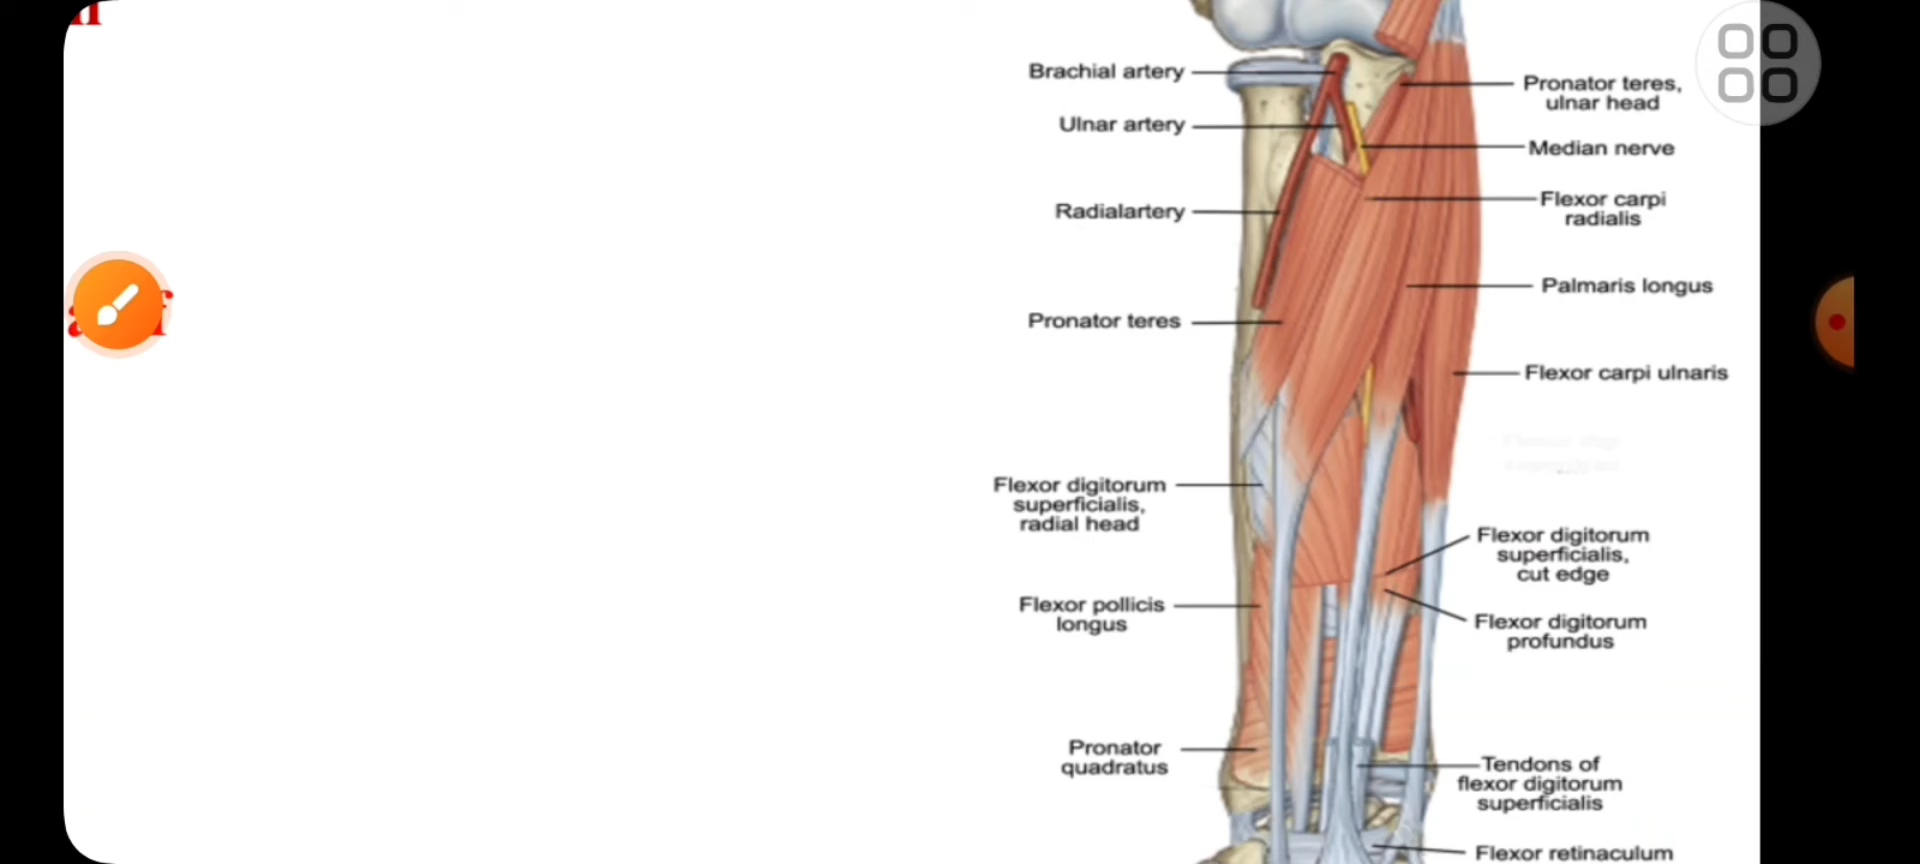 Brachial artery
Ulnar artery
Radialartery
Pronator teres
Flexor digitorum
superficialis,
radial head
Flexor pollicis
longus
Pronator
quadratus
Pronator teres,
ulnar head
Median nerve
Flexor carpi
radialis
Palmaris longus
Flexor carpi ulnaris
Flexor digitorum
superficialis,
cut edge
Flexor digitorum
profundus
Tendons of
flexor digitorum
superficialis
Flexor retinaculum